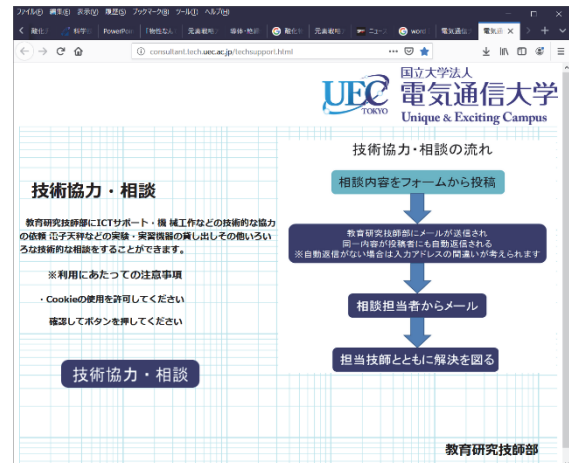 ファイル(F) 編集(E) 表示(V) 履歴(S) ブックマーク(B) ツール(T) ヘルプ(H)
PowerPoi
consultant.tech.uec.ac.jp/techsupport.html
UEC
TOKYO
国立大学法人
電気通信大学
Unique & Exciting Campus
技術協力・相談
教育研究技師部にICTサポート・機 械工作などの技術的な協力
の依頼 電子天秤などの実験・実習機器の貸し出しその他いろい
ろな技術的な相談をすることができます。
※利用にあたっての注意事項
・Cookieの使用を許可してください
確認してボタンを押してください
技術協力・相談
技術協力・相談の流れ
相談内容をフォームから投稿
教育研究技師部にメールが送信され
同一内容が投稿者にも自動返信される
※自動返信がない場合は入力アドレスの間違いが考えられます
相談担当者からメール
担当技師とともに解決を図る
教育研究技師部